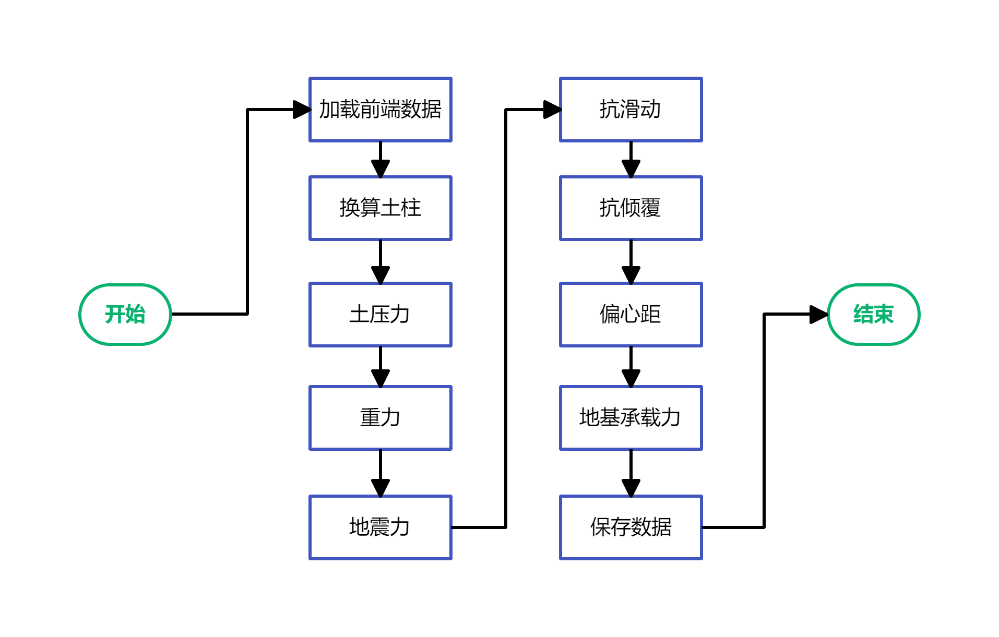 开始
加载前端数据
换算土柱
土压力
重力
地震力
抗滑动
抗倾覆
偏心距
地基承载力
保存数据
结束